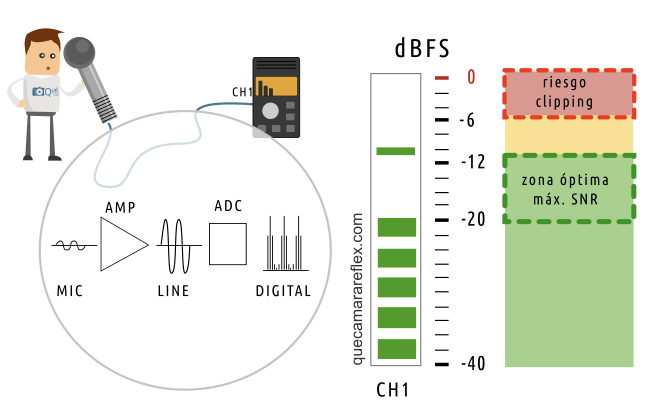 CH1
AMP
ADC
MIC
LINE
DIGITAL
quecamarareflex.com
dBFS
0
-6
-12
-20
-40
CH1
riesgo
clipping
zona óptima
máx. SNR